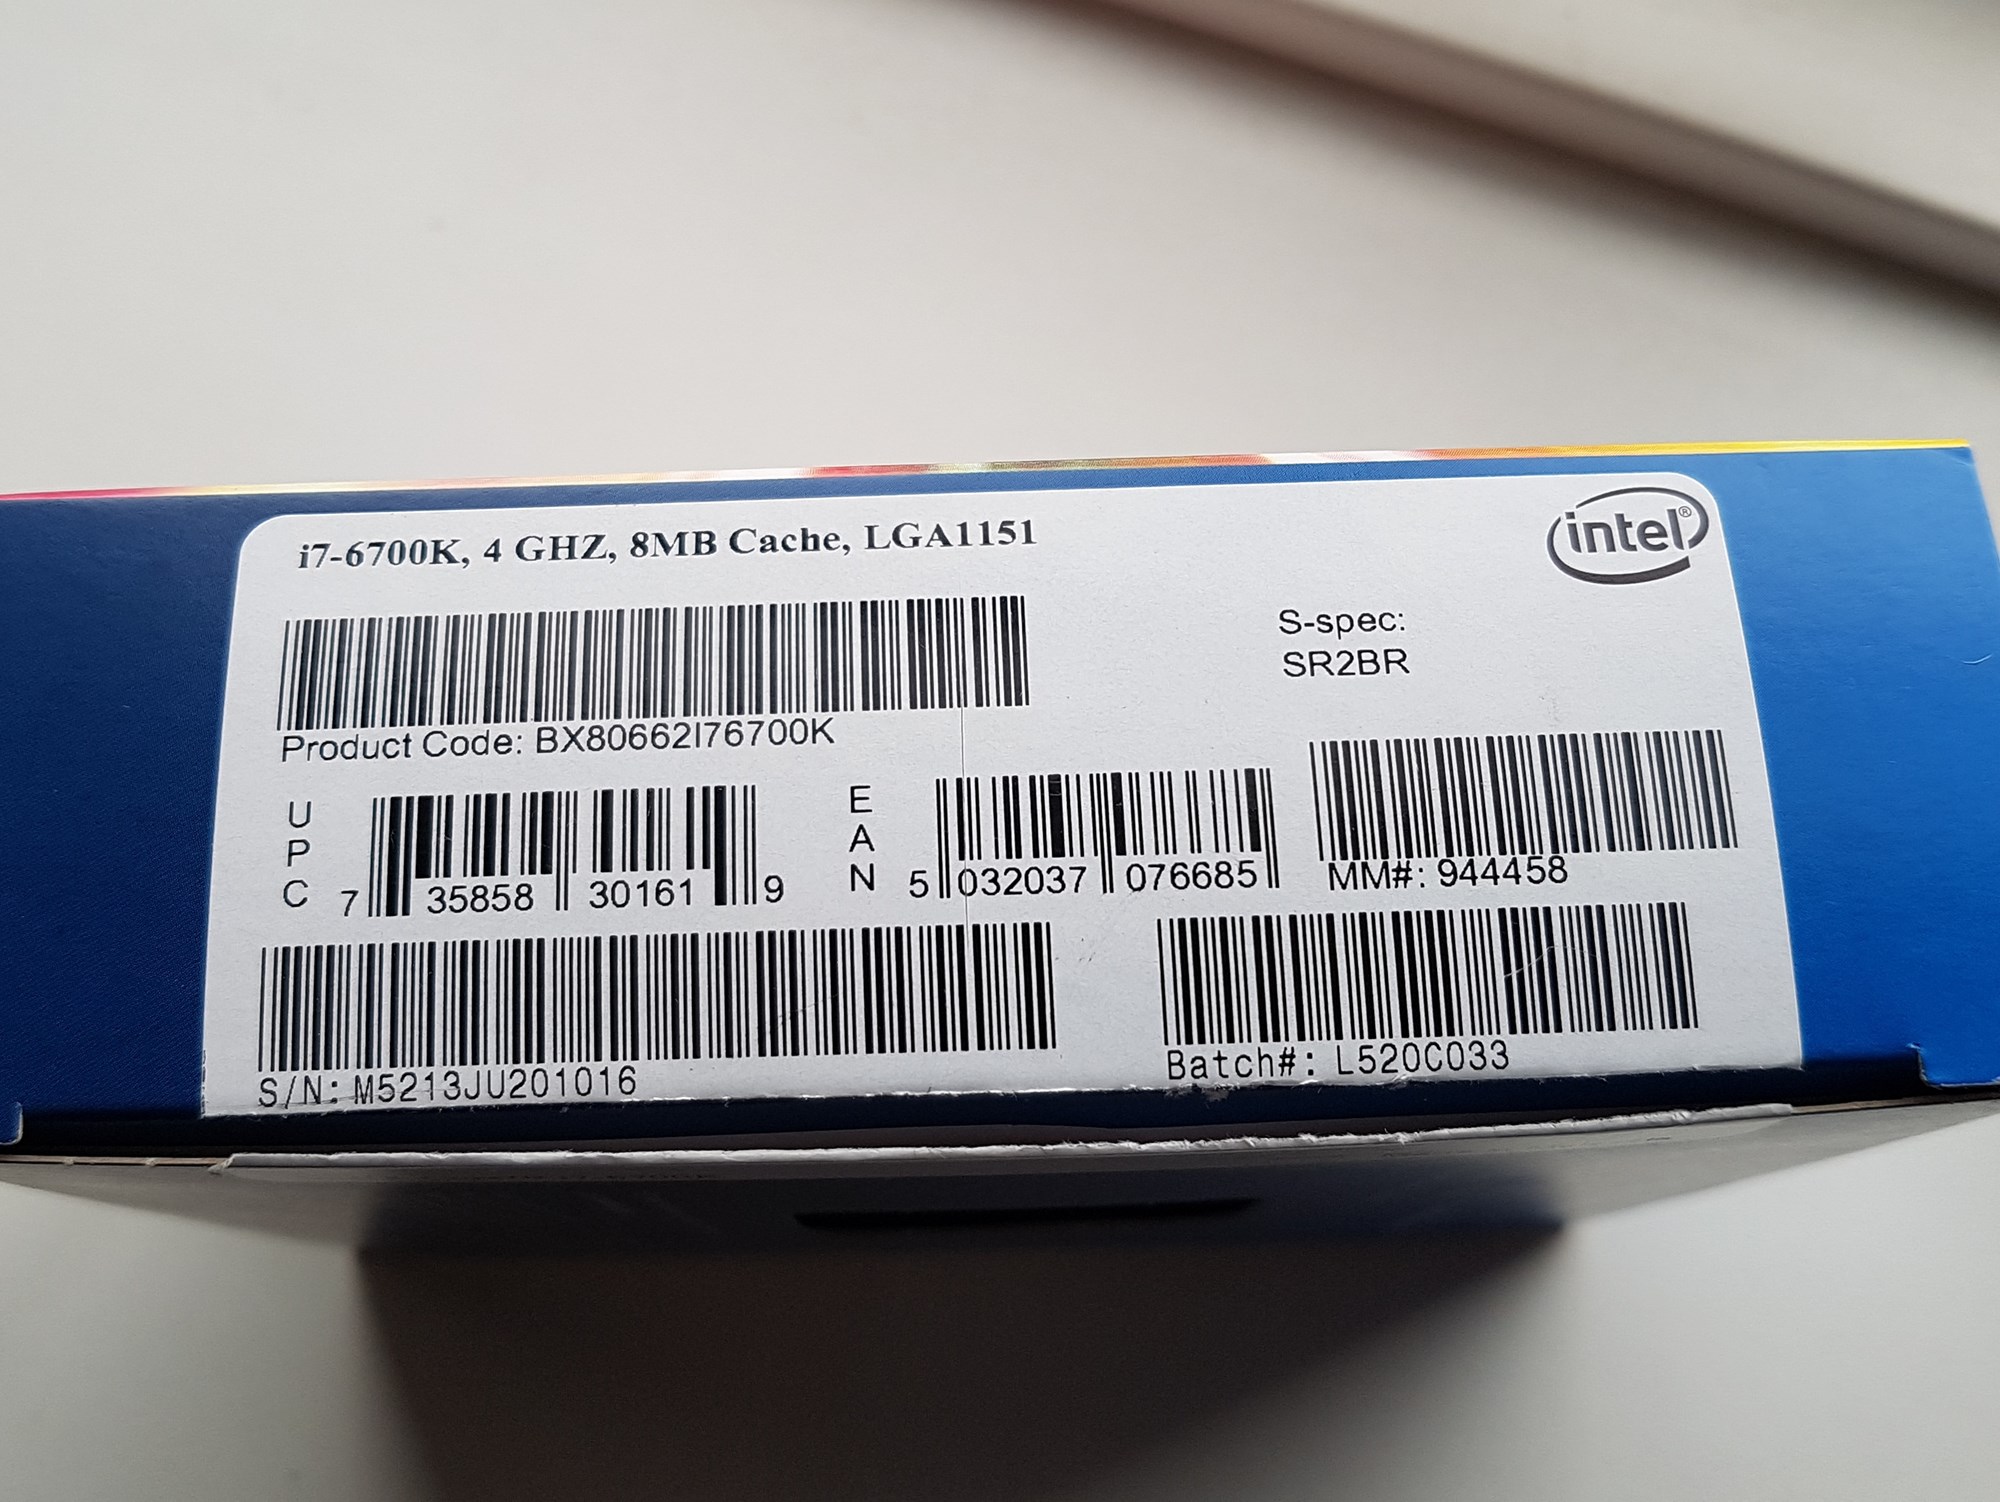 i7-6700K, 4 GHZ, 8MB Cache, LGA1151
intel®
S-spec:
SR2BR
Product Code: BX80662I76700K
UPC 7 35858 30161 9
EAN 5 032037 076685
MM#: 944458
S/N: M5213JU201016
Batch#: L520C033